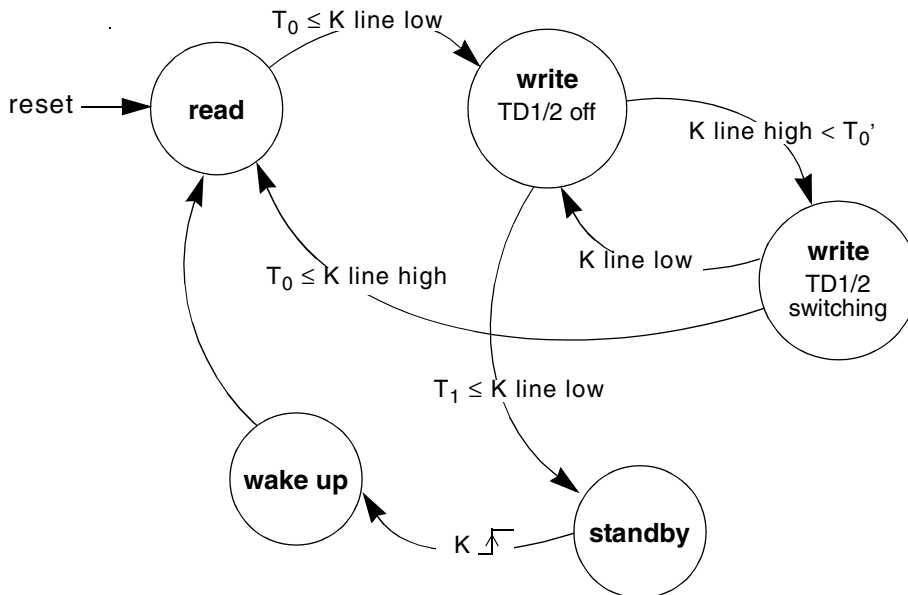 T₀ ≤ K line low
reset
read
write
TD1/2 off
K line high < T₀'
K line low
write
TD1/2
switching
T₀ ≤ K line high
T₁ ≤ K line low
wake up
K
standby